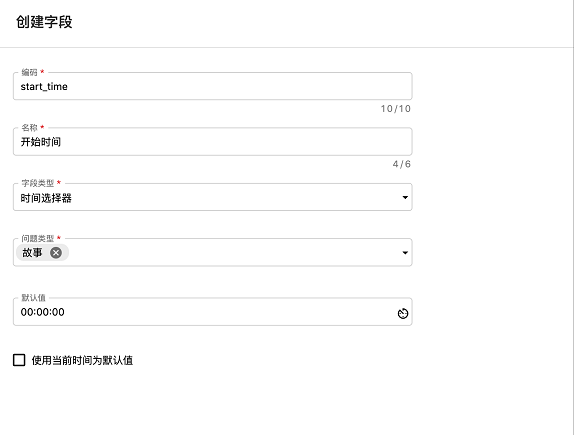 创建字段
编码 *
start_time
10/10
名称 *
开始时间
4/6
字段类型 *
时间选择器
问题类型 *
故事
默认值
00:00:00
使用当前时间为默认值